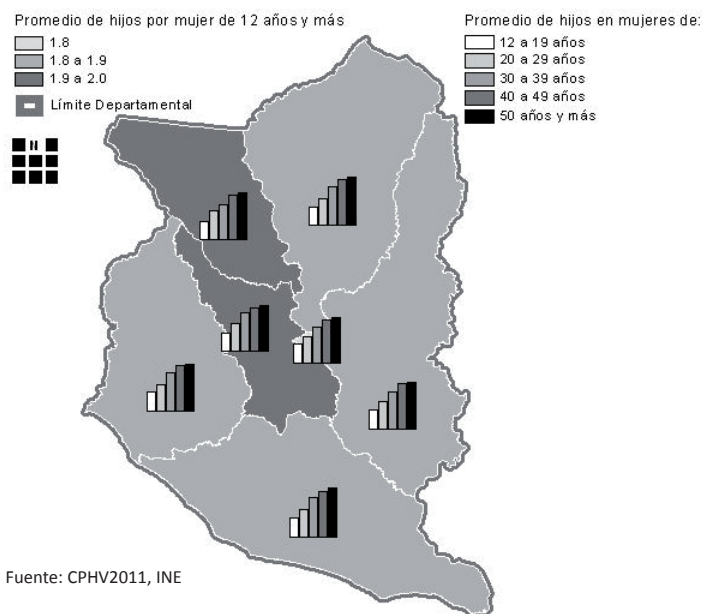 Promedio de hijos por mujer de 12 años y más
1.8
1.8 a 1.9
1.9 a 2.0
Límite Departamental
N
Promedio de hijos en mujeres de:
12 a 19 años
20 a 29 años
30 a 39 años
40 a 49 años
50 años y más
Fuente: CPHV2011, INE